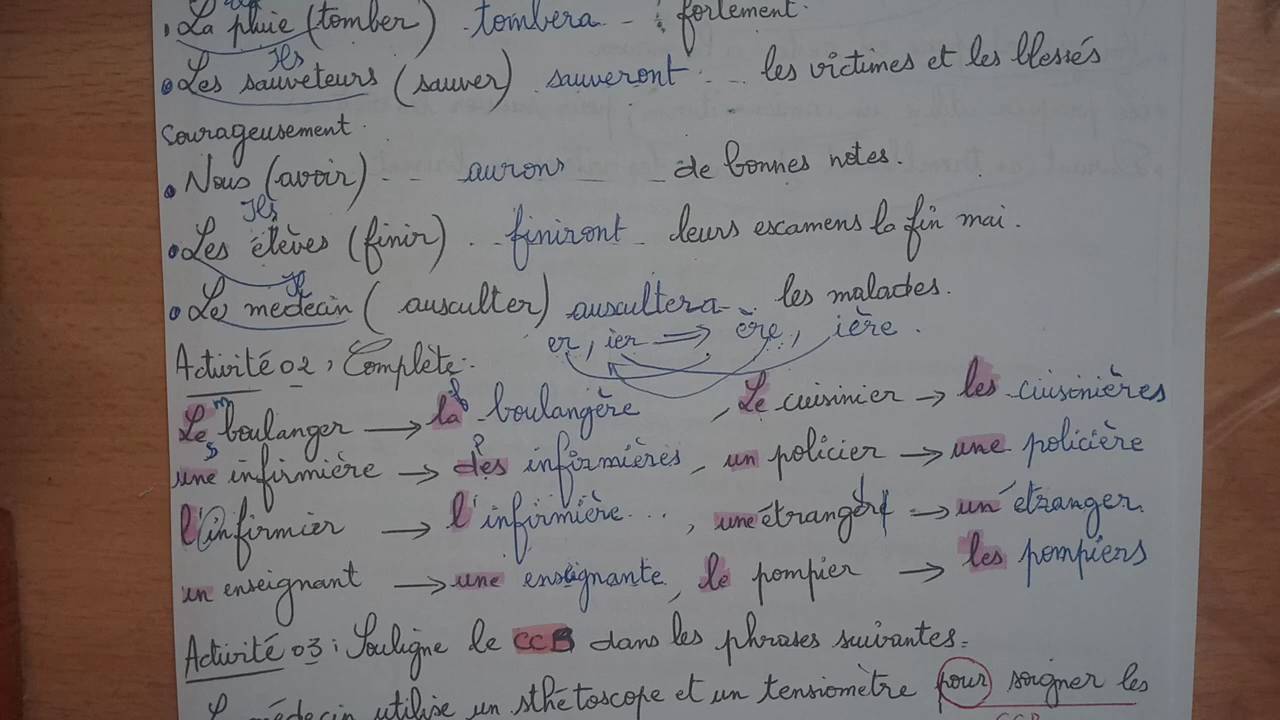 La pluie (tomber) tombera fortement.
Ils
• Les sauveteurs (sauver) sauveront les victimes et les blessés
courageusement.
• Nous (avoir) aurons de bonnes notes.
Ils
• Les élèves (finir) finiront leurs escamens la fin mai.
Il
• Le medecin (ausculter) auscultera les malades.
er, ier ⇒ ère, ière.
Activité 02 : Complète.
m f
Le boulanger → la boulangère, Le cuisinier → les cuisinières
s p
une infirmière → des infirmières, un policier → une policière
l'infirmier → l'infirmière..., une étrangère → un étranger.
un enseignant → une enseignante, le pompier → les pompiers
Activité 03 : Souligne le CCB dans les phrases suivantes.
médecin utilise un sthétoscope et un tensiomètre pour soigner les